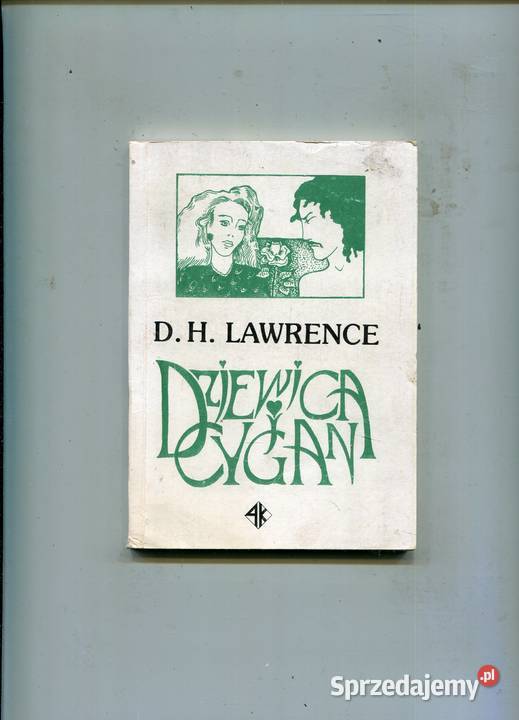 D. H. LAWRENCE
DZIEWICA
I CYGAN
AK
Sprzedajemy.pl